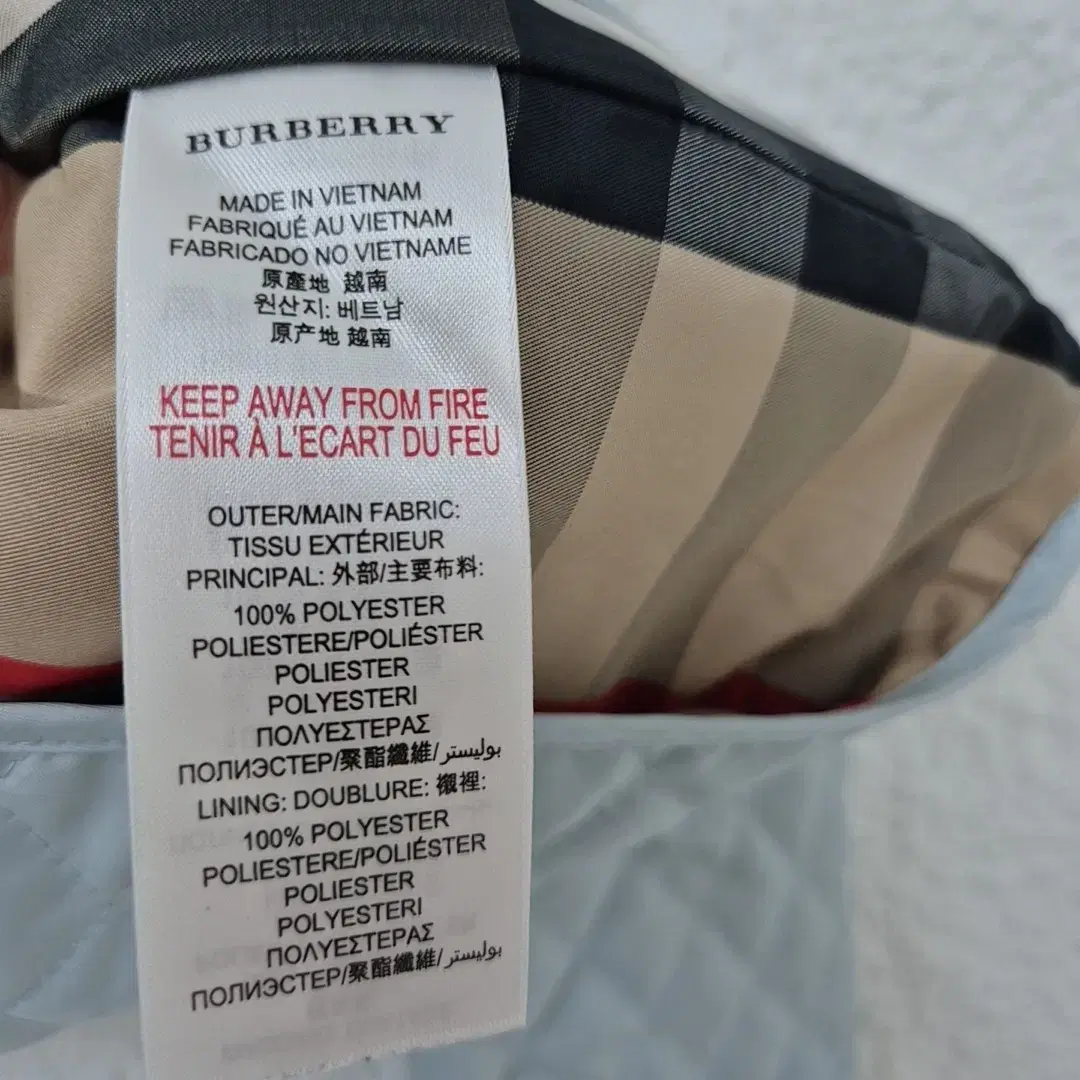 BURBERRY
MADE IN VIETNAM
FABRIQUÉ AU VIETNAM
FABRICADO NO VIETNAME
原產地 越南
원산지: 베트남
原产地 越南
KEEP AWAY FROM FIRE
TENIR À L'ECART DU FEU
OUTER/MAIN FABRIC:
TISSU EXTÉRIEUR
PRINCIPAL: 外部/主要布料:
100% POLYESTER
POLIESTERE/POLIÉSTER
POLIESTER
POLYESTERI
ΠΟΛΥΕΣΤΕΡΑΣ
ПОЛИЭСТЕР/聚酯纖維/بوليستر
LINING: DOUBLURE: 襯裡:
100% POLYESTER
POLIESTERE/POLIÉSTER
POLIESTER
POLYESTERI
ΠΟΛΥΕΣΤΕΡΑΣ
ПОЛИЭСТЕР/聚酯纖維/بوليستر